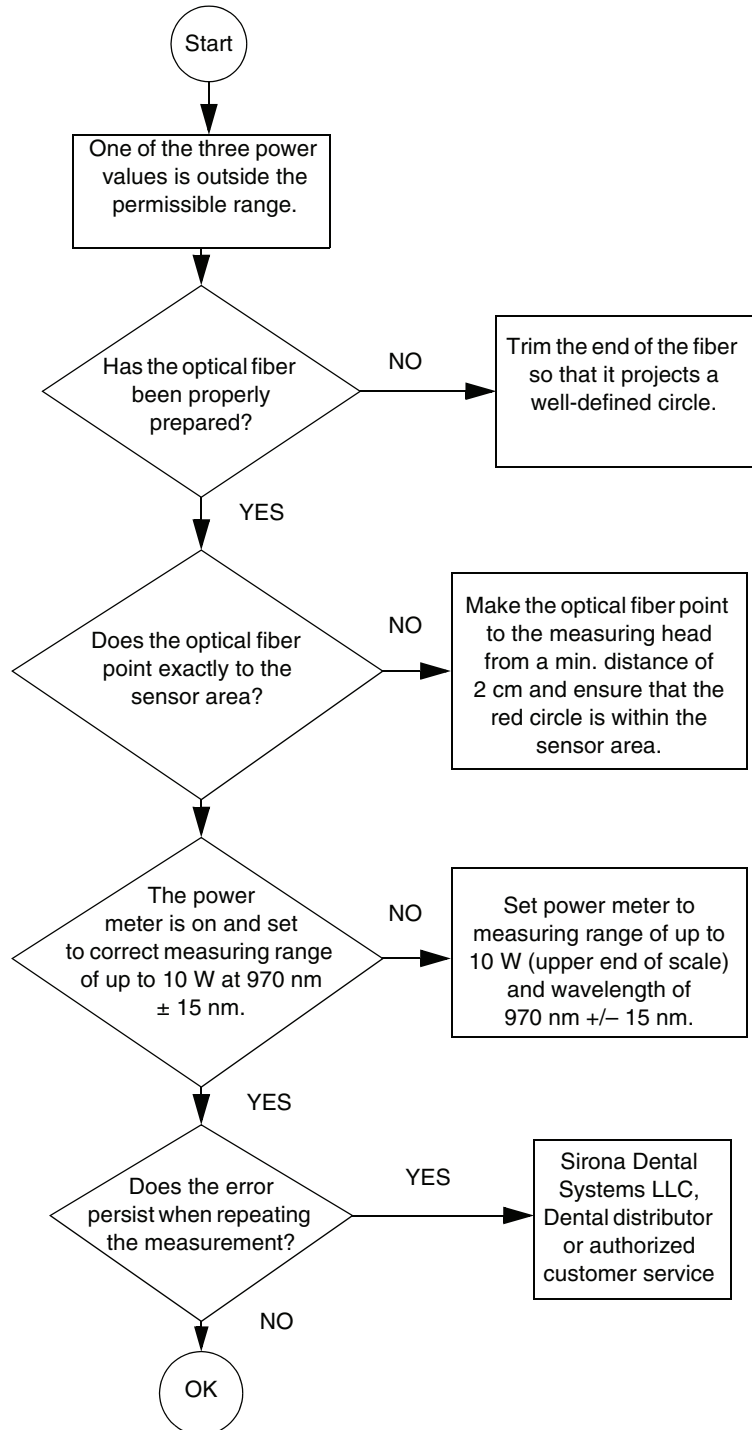 Start
One of the three power
values is outside the
permissible range.
Has the optical fiber
been properly
prepared?
NO
Trim the end of the fiber
so that it projects a
well-defined circle.
YES
Does the optical fiber
point exactly to the
sensor area?
NO
Make the optical fiber point
to the measuring head
from a min. distance of
2 cm and ensure that the
red circle is within the
sensor area.
The power
meter is on and set
to correct measuring range
of up to 10 W at 970 nm
± 15 nm.
NO
Set power meter to
measuring range of up to
10 W (upper end of scale)
and wavelength of
970 nm +/– 15 nm.
YES
Does the error
persist when repeating
the measurement?
YES
Sirona Dental
Systems LLC,
Dental distributor
or authorized
customer service
NO
OK